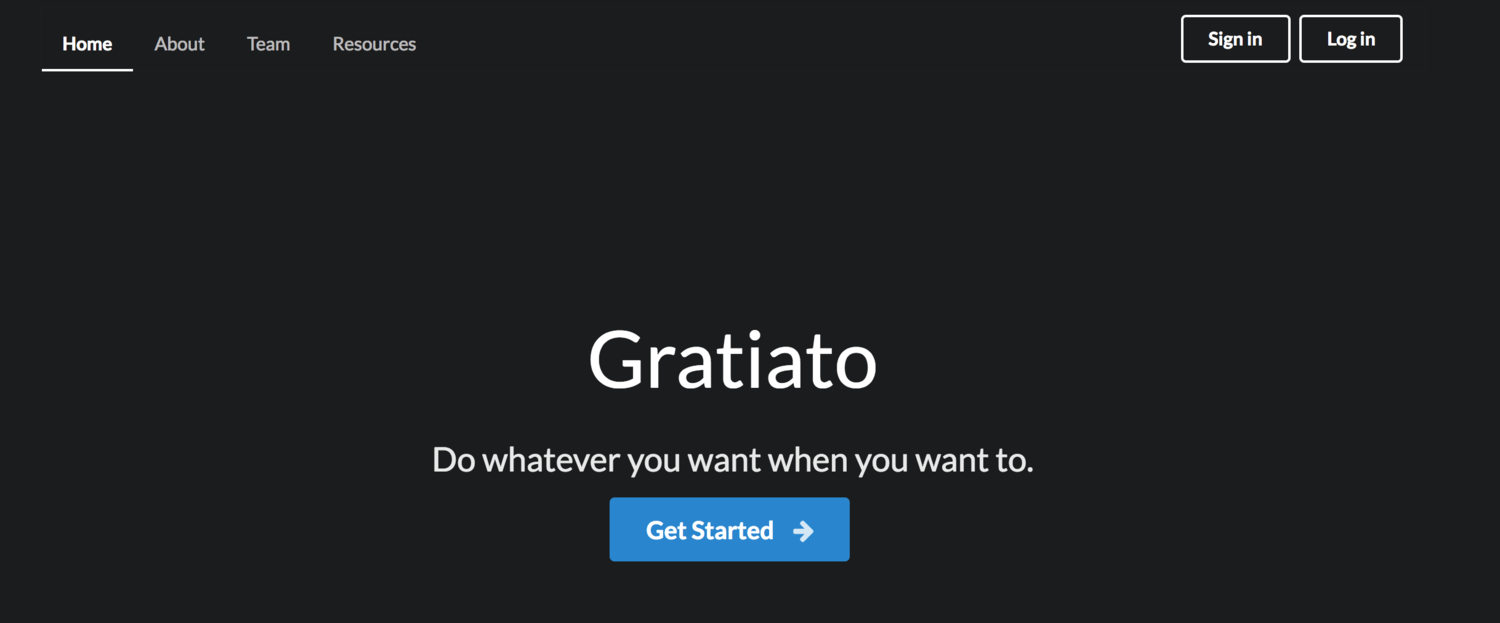 Home About Team Resources Sign in Log in
Gratiato
Do whatever you want when you want to.
Get Started